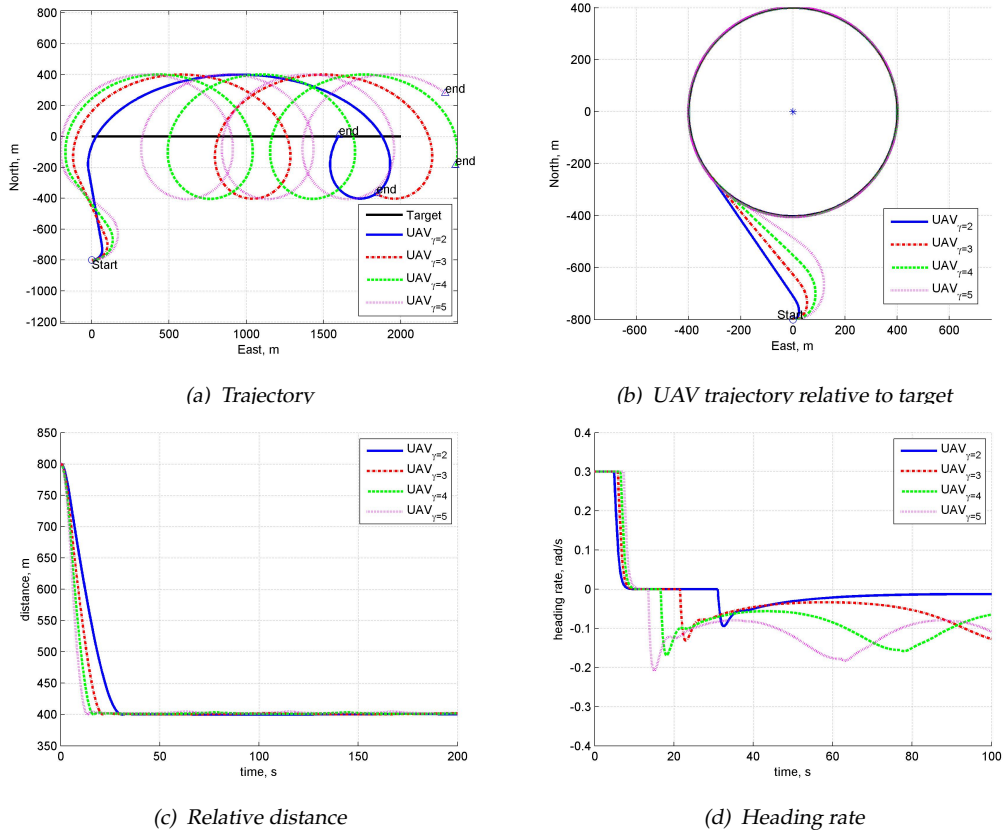 800
600
400
200
0
-200
-400
-600
-800
-1000
-1200
0
500
1000
1500
2000
North, m
East, m
Start
end
end
end
end
Target
UAVγ=2
UAVγ=3
UAVγ=4
UAVγ=5
(a) Trajectory
400
200
0
-200
-400
-600
-800
-600
-400
-200
0
200
400
600
North, m
East, m
Start
UAVγ=2
UAVγ=3
UAVγ=4
UAVγ=5
(b) UAV trajectory relative to target
850
800
750
700
650
600
550
500
450
400
350
0
50
100
150
200
distance, m
time, s
UAVγ=2
UAVγ=3
UAVγ=4
UAVγ=5
(c) Relative distance
0.4
0.3
0.2
0.1
0
-0.1
-0.2
-0.3
-0.4
0
20
40
60
80
100
heading rate, rad/s
time, s
UAVγ=2
UAVγ=3
UAVγ=4
UAVγ=5
(d) Heading rate